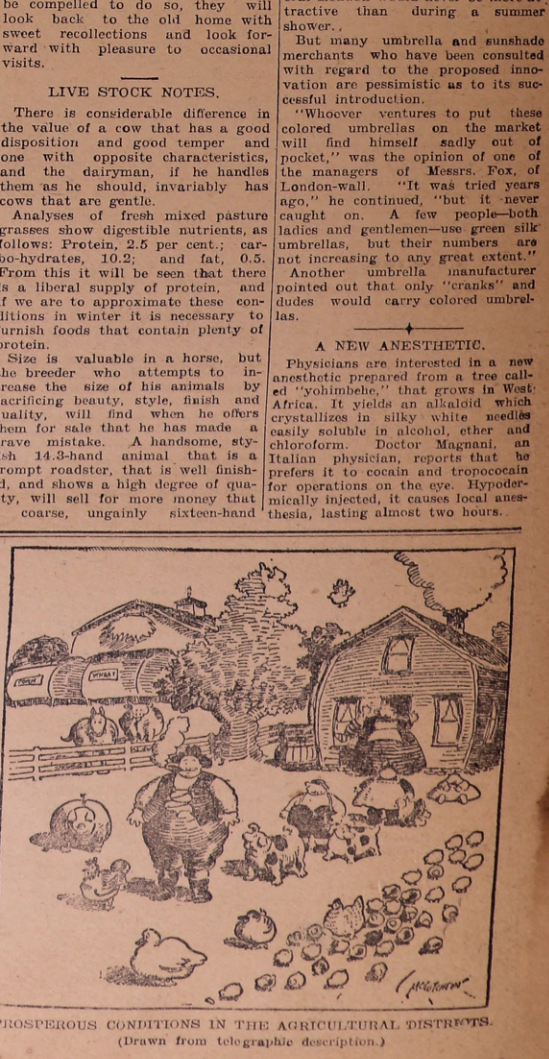 be compelled to do so, they will
look back to the old home with
sweet recollections and look for-
ward with pleasure to occasional
visits.
LIVE STOCK NOTES.
There is considerable difference in
the value of a cow that has a good
disposition and good temper and
one with opposite characteristics,
and the dairyman, if he handles
them as he should, invariably has
cows that are gentle.
Analyses of fresh mixed pasture
grasses show digestible nutrients, as
follows: Protein, 2.5 per cent.; car-
bo-hydrates, 10.2; and fat, 0.5.
From this it will be seen that there
is a liberal supply of protein, and
if we are to approximate these con-
ditions in winter it is necessary to
urnish foods that contain plenty of
protein.
Size is valuable in a horse, but
he breeder who attempts to in-
rease the size of his animals by
acrificing beauty, style, finish and
uality, will find when he offers
hem for sale that he has made a
rave mistake. A handsome, sty-
sh 14.3-hand animal that is a
rompt roadster, that is well finish-
d, and shows a high degree of qua-
ty, will sell for more money that
coarse, ungainly sixteen-hand
tractive than during a summer
shower.
But many umbrella and sunshade
merchants who have been consulted
with regard to the proposed inno-
vation are pessimistic as to its suc-
cessful introduction.
"Whoever ventures to put these
colored umbrellas on the market
will find himself sadly out of
pocket," was the opinion of one of
the managers of Messrs. Fox, of
London-wall. "It was tried years
ago," he continued, "but it never
caught on. A few people—both
ladies and gentlemen—use green silk
umbrellas, but their numbers are
not increasing to any great extent."
Another umbrella manufacturer
pointed out that only "cranks" and
dudes would carry colored umbrel-
las.
A NEW ANESTHETIC.
Physicians are interested in a new
anesthetic prepared from a tree call-
ed "yohimbehe," that grows in West
Africa. It yields an alkaloid which
crystallizes in silky white needles
easily soluble in alcohol, ether and
chloroform. Doctor Magnani, an
Italian physician, reports that he
prefers it to cocain and tropococain
for operations on the eye. Hypoder-
mically injected, it causes local anes-
thesia, lasting almost two hours.
WHEAT
McCutcheon
PROSPEROUS CONDITIONS IN THE AGRICULTURAL DISTRICTS.
(Drawn from telegraphic description.)